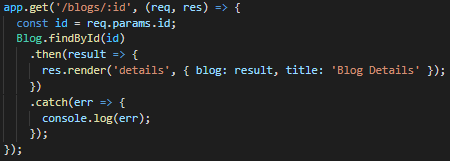 app.get('/blogs/:id', (req, res) => {
  const id = req.params.id;
  Blog.findById(id)
    .then(result => {
      res.render('details', { blog: result, title: 'Blog Details' });
    })
    .catch(err => {
      console.log(err);
    });
});